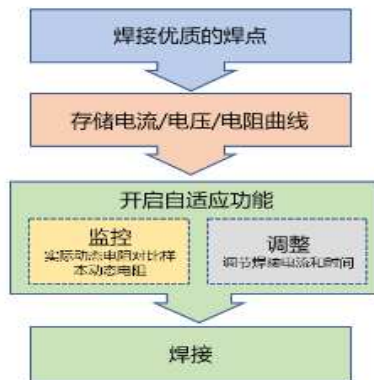 焊接优质的焊点
存储电流/电压/电阻曲线
开启自适应功能
监控
实际动态电阻对比样
本动态电阻
调整
调节焊接电流和时间
焊接